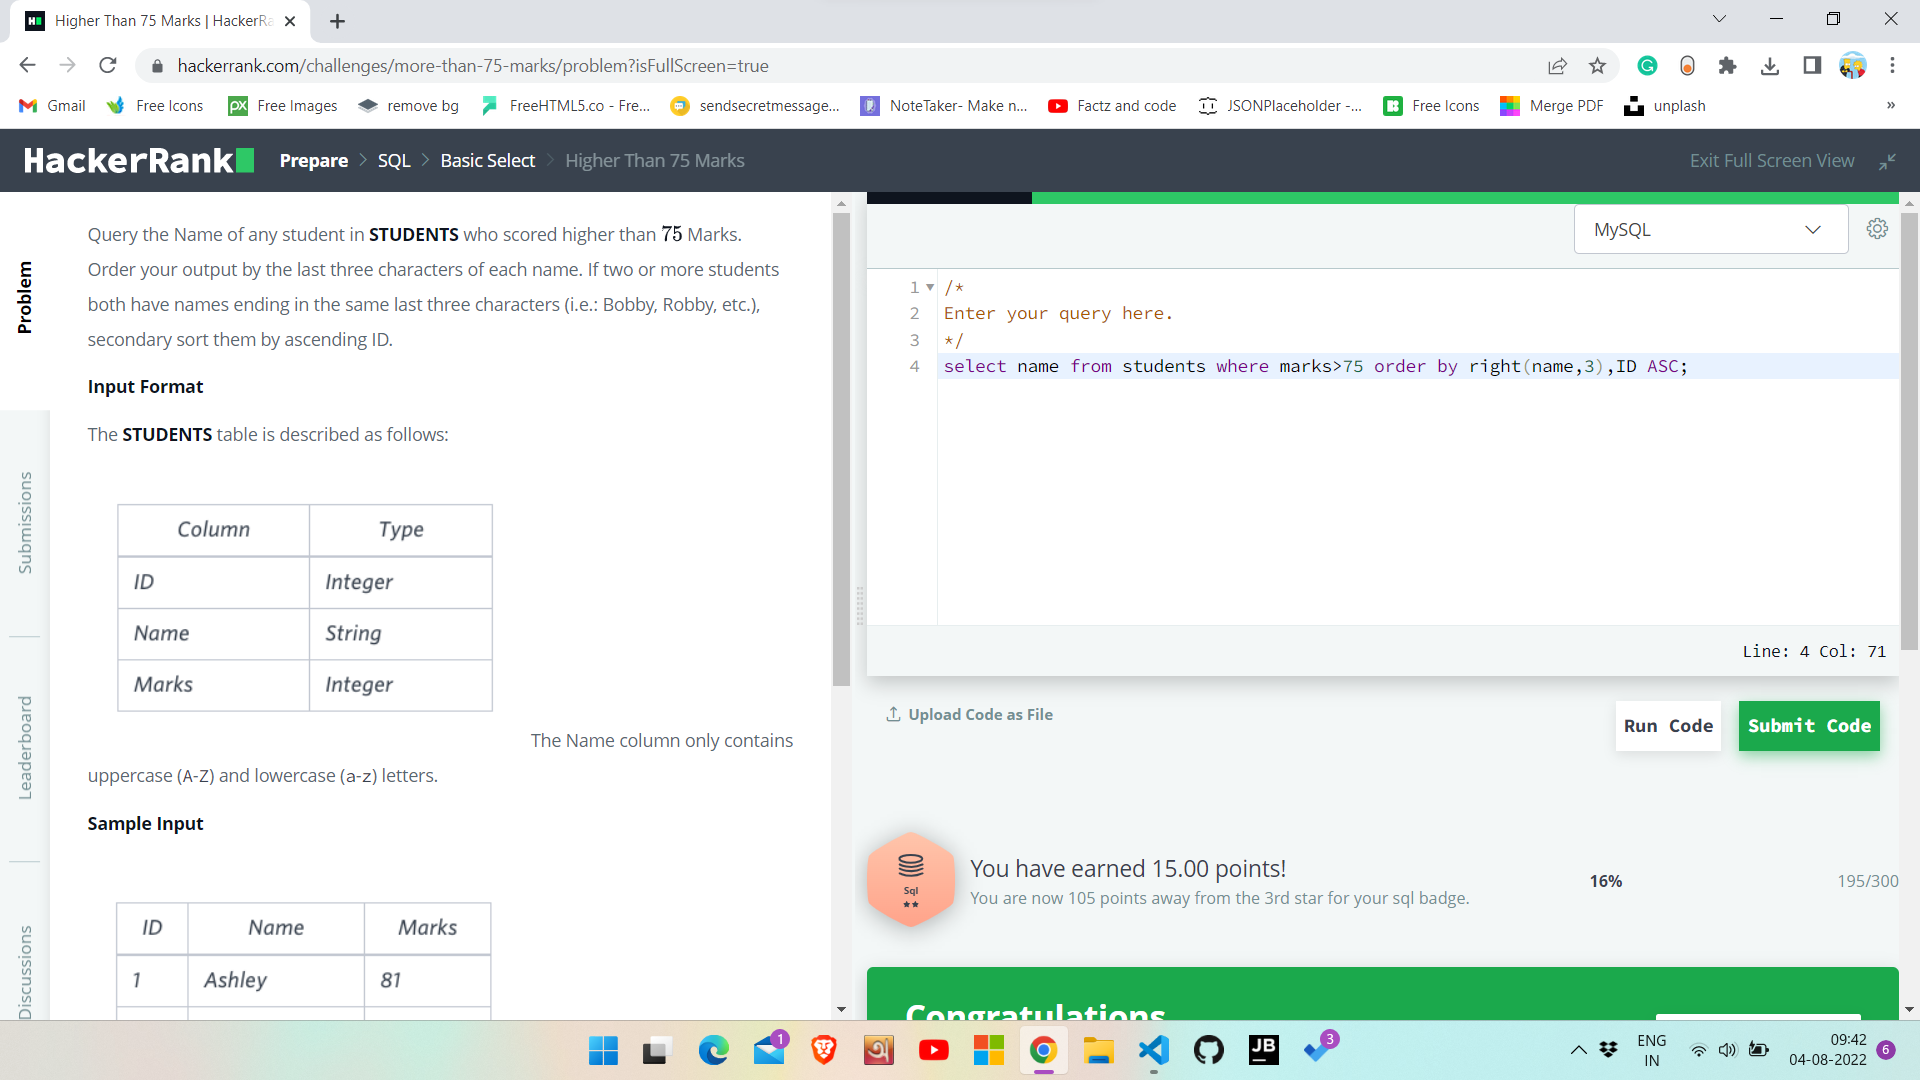 Higher Than 75 Marks | HackerRa
hackerrank.com/challenges/more-than-75-marks/problem?isFullScreen=true
Gmail
Free Icons
Free Images
remove bg
FreeHTML5.co - Fre...
sendsecretmessage...
NoteTaker- Make n...
Factz and code
JSONPlaceholder -...
Free Icons
Merge PDF
unplash
»
HackerRank
Prepare > SQL > Basic Select > Higher Than 75 Marks
Exit Full Screen View
Problem
Submissions
Leaderboard
Discussions
Query the Name of any student in STUDENTS who scored higher than 75 Marks.
Order your output by the last three characters of each name. If two or more students
both have names ending in the same last three characters (i.e.: Bobby, Robby, etc.),
secondary sort them by ascending ID.
Input Format
The STUDENTS table is described as follows:
Column Type
ID Integer
Name String
Marks Integer
The Name column only contains
uppercase (A-Z) and lowercase (a-z) letters.
Sample Input
ID Name Marks
1 Ashley 81
MySQL
1 /*
2 Enter your query here.
3 */
4 select name from students where marks>75 order by right(name,3),ID ASC;
Line: 4 Col: 71
Upload Code as File
Run Code
Submit Code
Sql
You have earned 15.00 points!
You are now 105 points away from the 3rd star for your sql badge.
16%
195/300
Congratulations
1
अ
JB
3
ENG
IN
09:42
04-08-2022
6